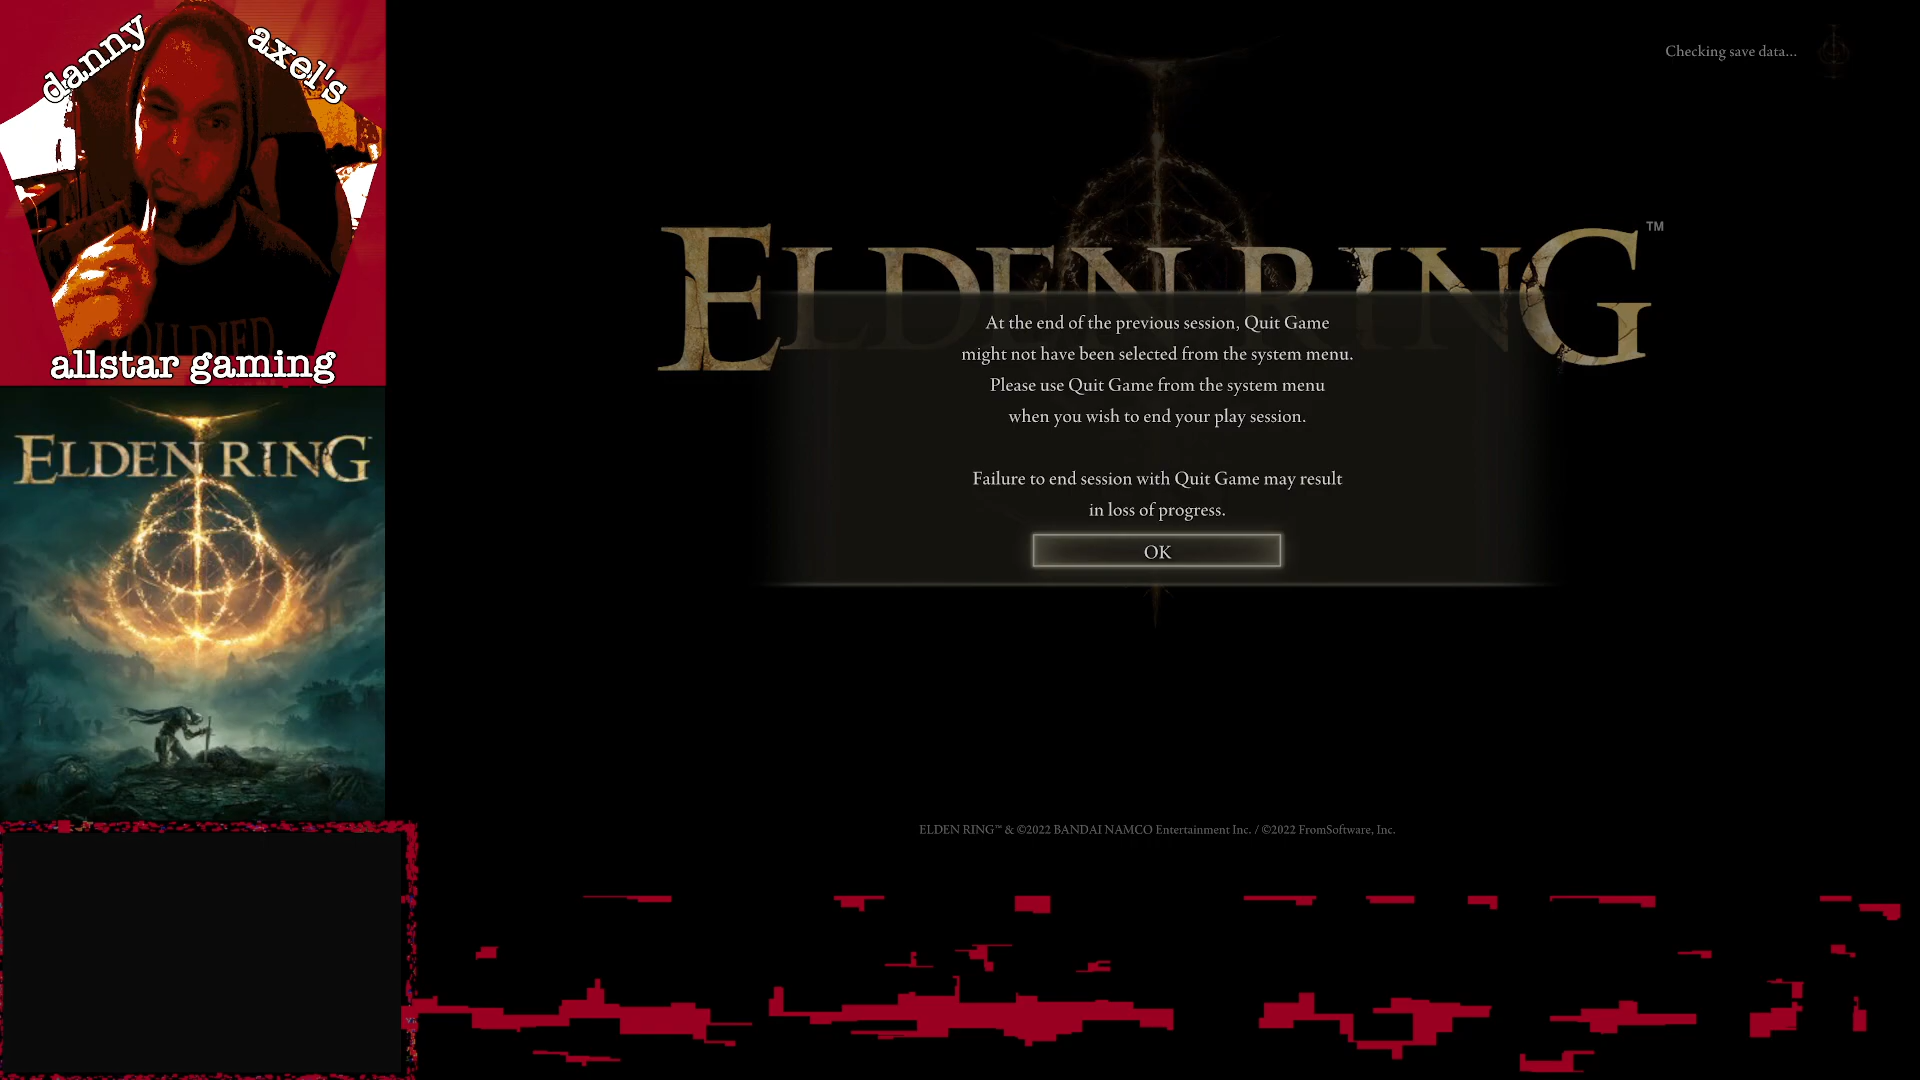 danny axel's
allstar gaming
YOU DIED
ELDEN RING
Checking save data...
ELDEN RING™
At the end of the previous session, Quit Game
might not have been selected from the system menu.
Please use Quit Game from the system menu
when you wish to end your play session.
Failure to end session with Quit Game may result
in loss of progress.
OK
ELDEN RING™ & ©2022 BANDAI NAMCO Entertainment Inc. / ©2022 FromSoftware, Inc.